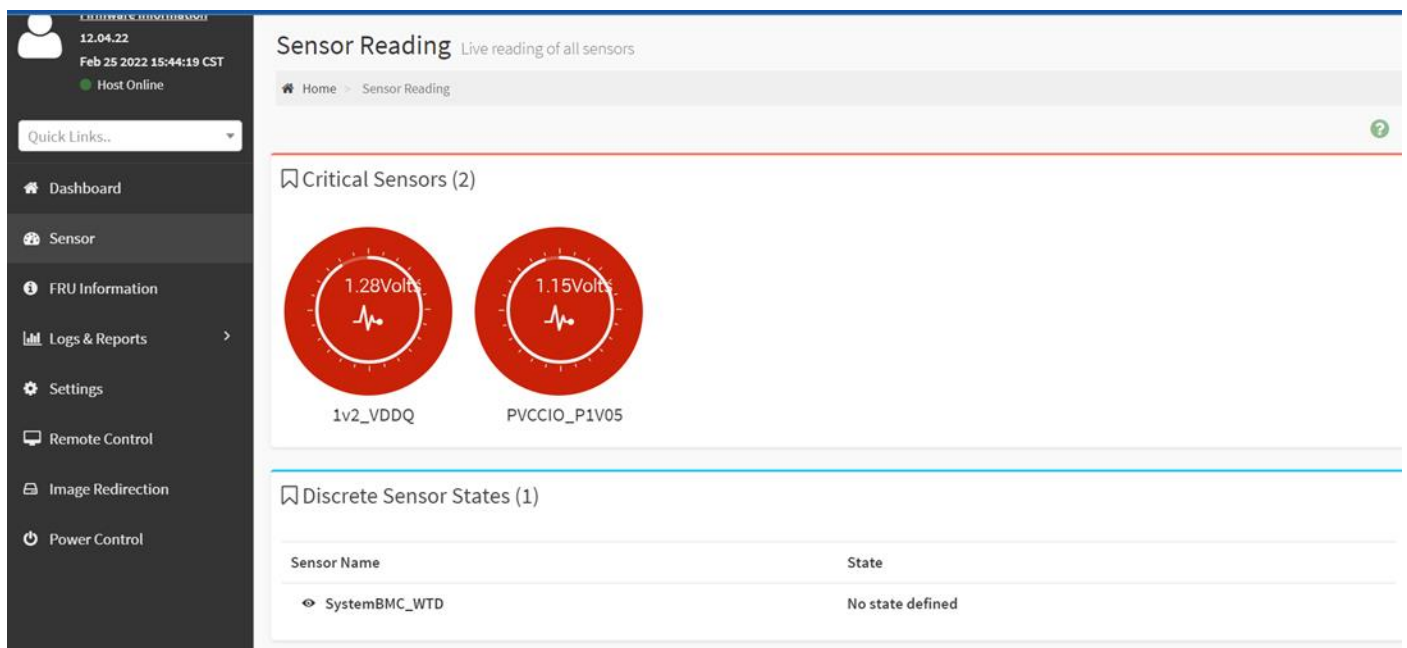 Firmware Information
12.04.22
Feb 25 2022 15:44:19 CST
Host Online
Quick Links..
Dashboard
Sensor
FRU Information
Logs & Reports
Settings
Remote Control
Image Redirection
Power Control
Sensor Reading Live reading of all sensors
Home > Sensor Reading
Critical Sensors (2)
1.28Volts
1.15Volts
1v2_VDDQ
PVCCIO_P1V05
Discrete Sensor States (1)
Sensor Name State
SystemBMC_WTD No state defined